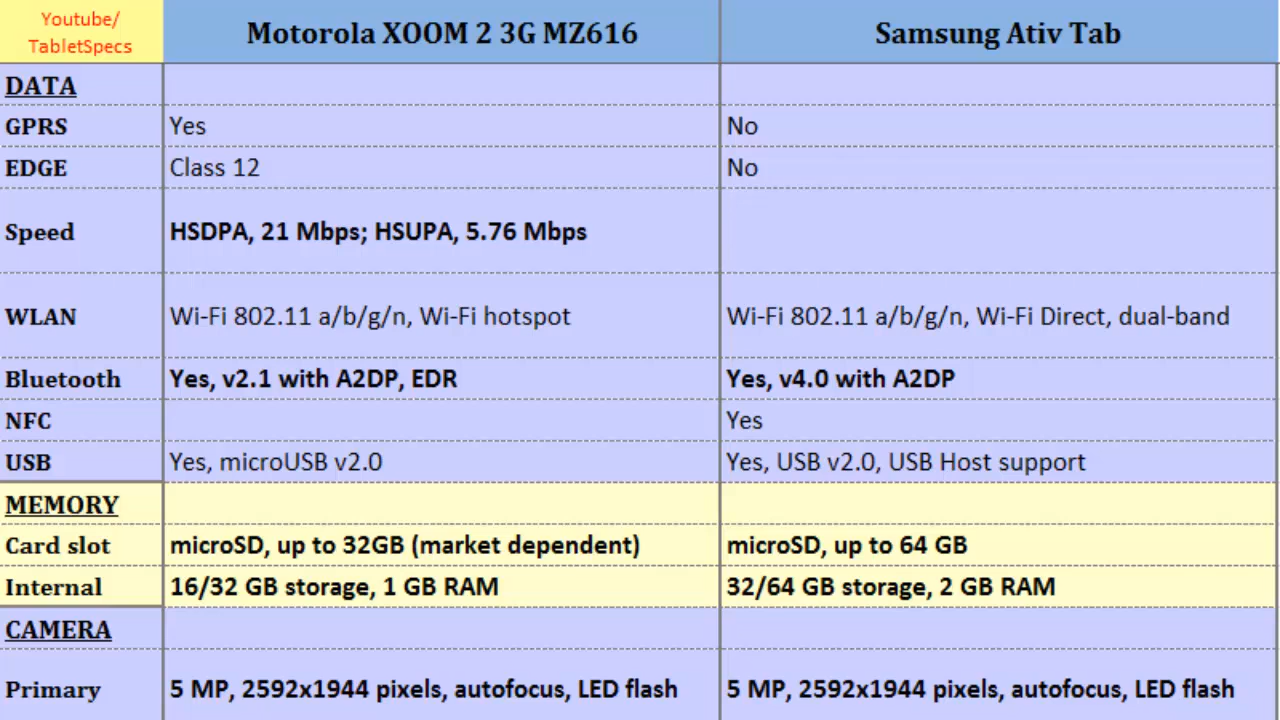 Youtube/
TabletSpecs
Motorola XOOM 2 3G MZ616 Samsung Ativ Tab
DATA
GPRS Yes No
EDGE Class 12 No
Speed HSDPA, 21 Mbps; HSUPA, 5.76 Mbps
WLAN Wi-Fi 802.11 a/b/g/n, Wi-Fi hotspot Wi-Fi 802.11 a/b/g/n, Wi-Fi Direct, dual-band
Bluetooth Yes, v2.1 with A2DP, EDR Yes, v4.0 with A2DP
NFC Yes
USB Yes, microUSB v2.0 Yes, USB v2.0, USB Host support
MEMORY
Card slot microSD, up to 32GB (market dependent) microSD, up to 64 GB
Internal 16/32 GB storage, 1 GB RAM 32/64 GB storage, 2 GB RAM
CAMERA
Primary 5 MP, 2592x1944 pixels, autofocus, LED flash 5 MP, 2592x1944 pixels, autofocus, LED flash